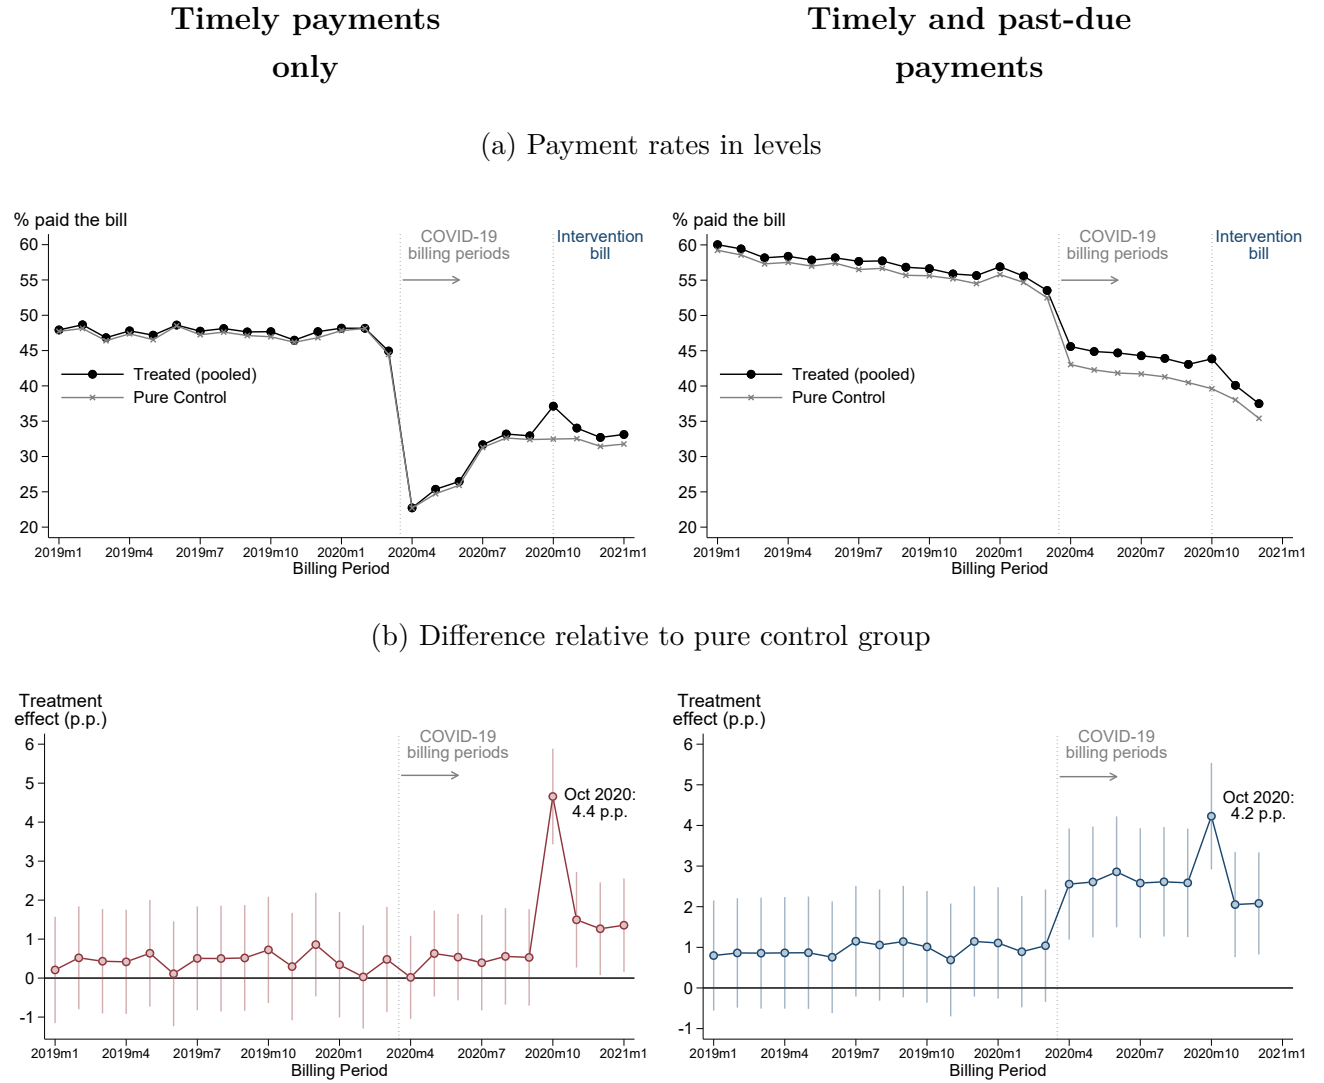 Timely payments
only
Timely and past-due
payments
(a) Payment rates in levels
% paid the bill
COVID-19
billing periods
Intervention
bill
60
55
50
45
40
35
30
25
20
Treated (pooled)
Pure Control
2019m1 2019m4 2019m7 2019m10 2020m1 2020m4 2020m7 2020m10 2021m1
Billing Period
% paid the bill
COVID-19
billing periods
Intervention
bill
60
55
50
45
40
35
30
25
20
Treated (pooled)
Pure Control
2019m1 2019m4 2019m7 2019m10 2020m1 2020m4 2020m7 2020m10 2021m1
Billing Period
(b) Difference relative to pure control group
Treatment
effect (p.p.)
COVID-19
billing periods
Oct 2020:
4.4 p.p.
6
5
4
3
2
1
0
-1
2019m1 2019m4 2019m7 2019m10 2020m1 2020m4 2020m7 2020m10 2021m1
Billing Period
Treatment
effect (p.p.)
COVID-19
billing periods
Oct 2020:
4.2 p.p.
6
5
4
3
2
1
0
-1
2019m1 2019m4 2019m7 2019m10 2020m1 2020m4 2020m7 2020m10 2021m1
Billing Period